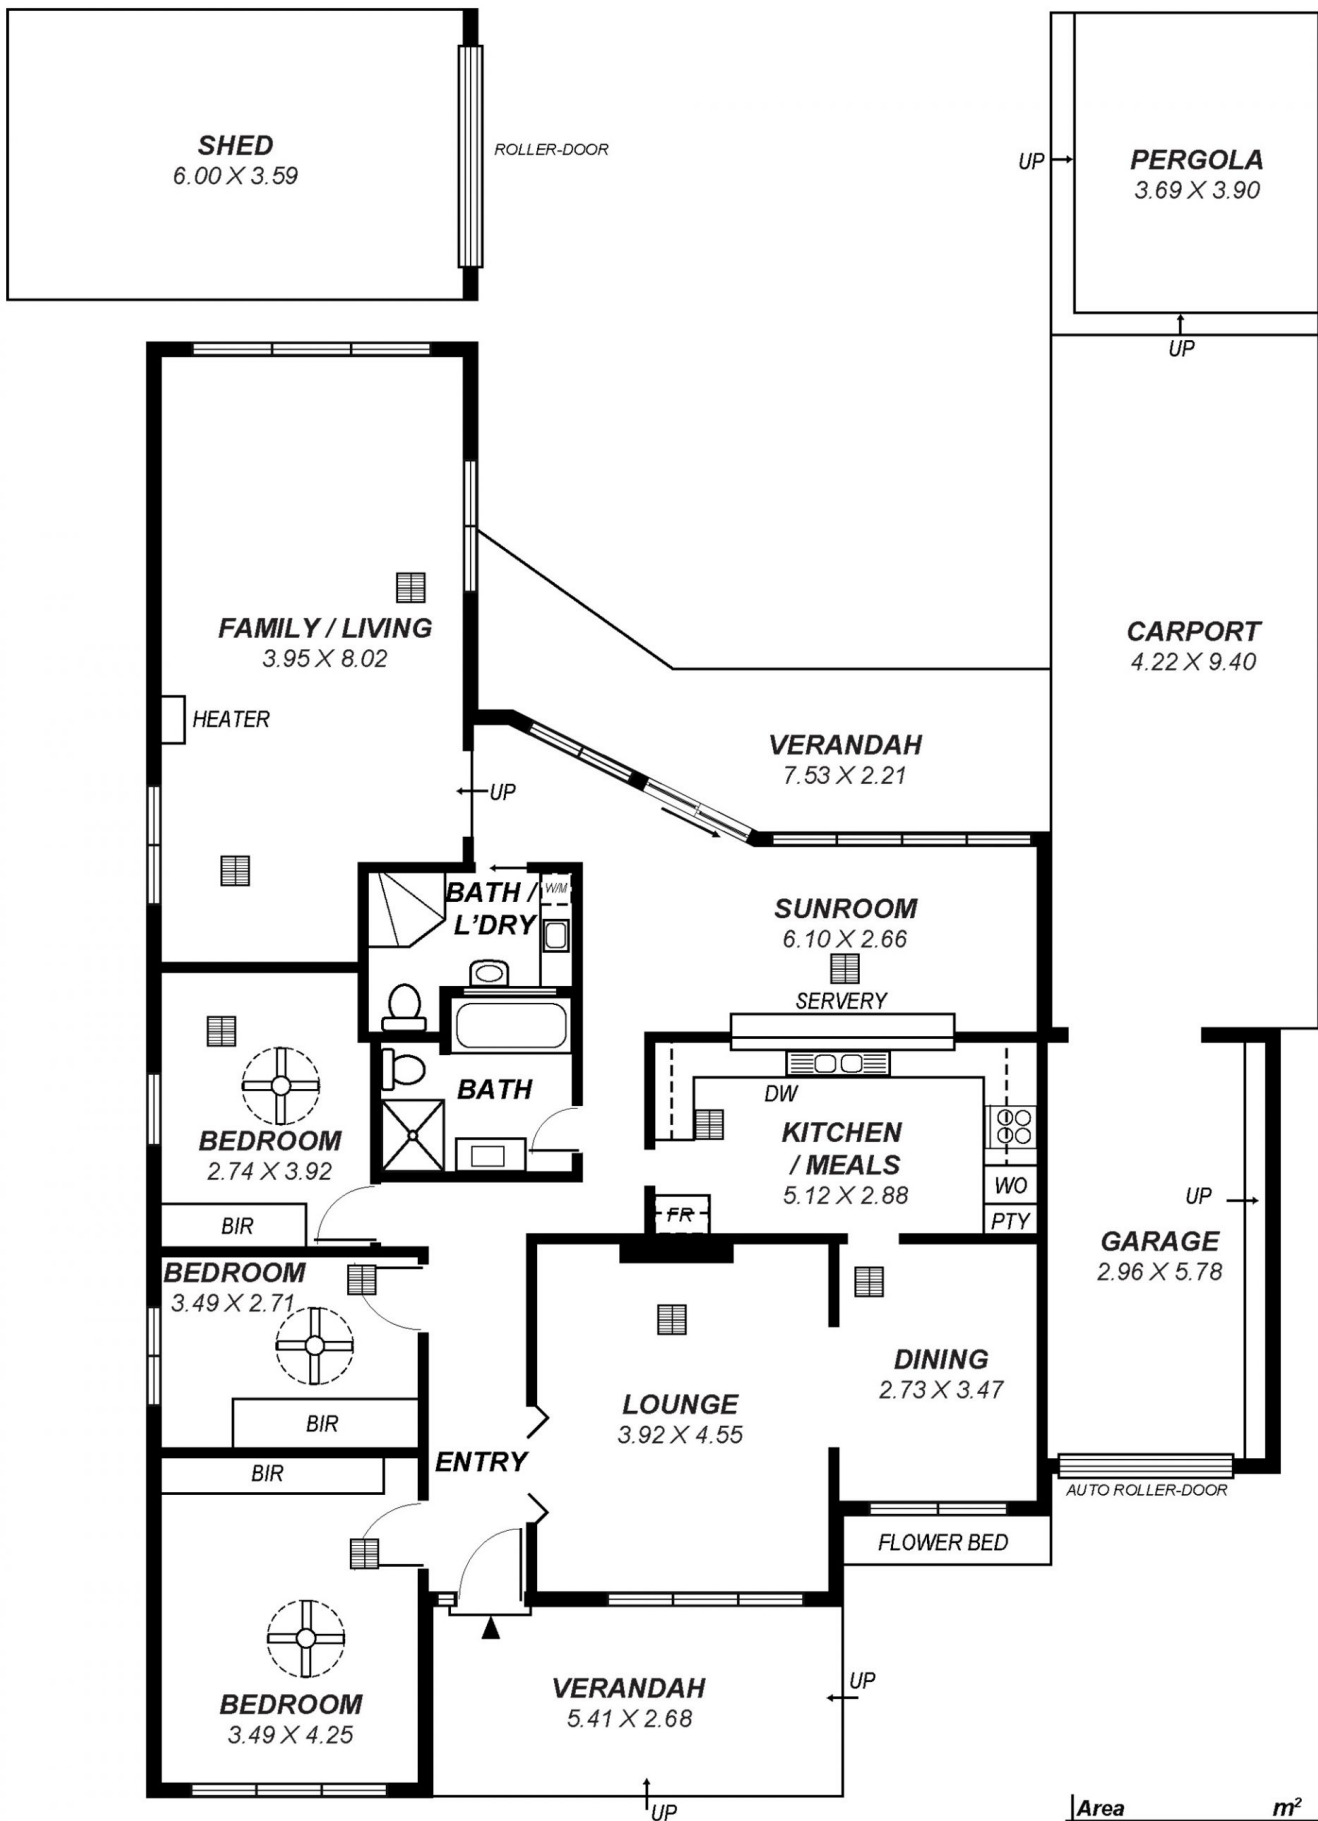 SHED
6.00 X 3.59
ROLLER-DOOR
UP
PERGOLA
3.69 X 3.90
UP
FAMILY / LIVING
3.95 X 8.02
HEATER
CARPORT
4.22 X 9.40
VERANDAH
7.53 X 2.21
UP
BATH /
L'DRY
W/M
SUNROOM
6.10 X 2.66
SERVERY
BATH
DW
KITCHEN
/ MEALS
5.12 X 2.88
FR
WO
PTY
BEDROOM
2.74 X 3.92
BIR
UP
GARAGE
2.96 X 5.78
AUTO ROLLER-DOOR
BEDROOM
3.49 X 2.71
BIR
LOUNGE
3.92 X 4.55
DINING
2.73 X 3.47
ENTRY
BIR
FLOWER BED
BEDROOM
3.49 X 4.25
VERANDAH
5.41 X 2.68
UP
UP
Area m²